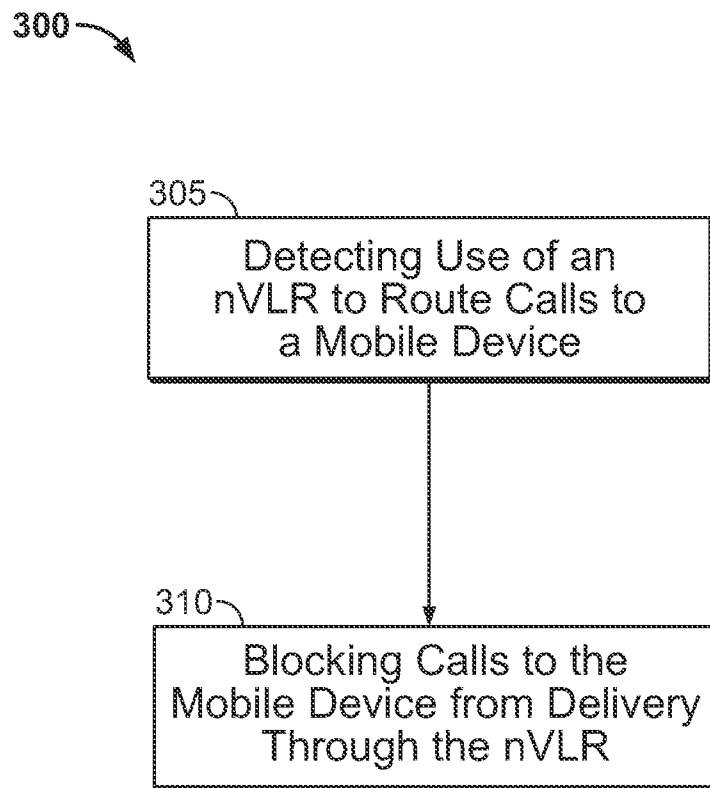 300
305
Detecting Use of an
nVLR to Route Calls to
a Mobile Device
310
Blocking Calls to the
Mobile Device from Delivery
Through the nVLR